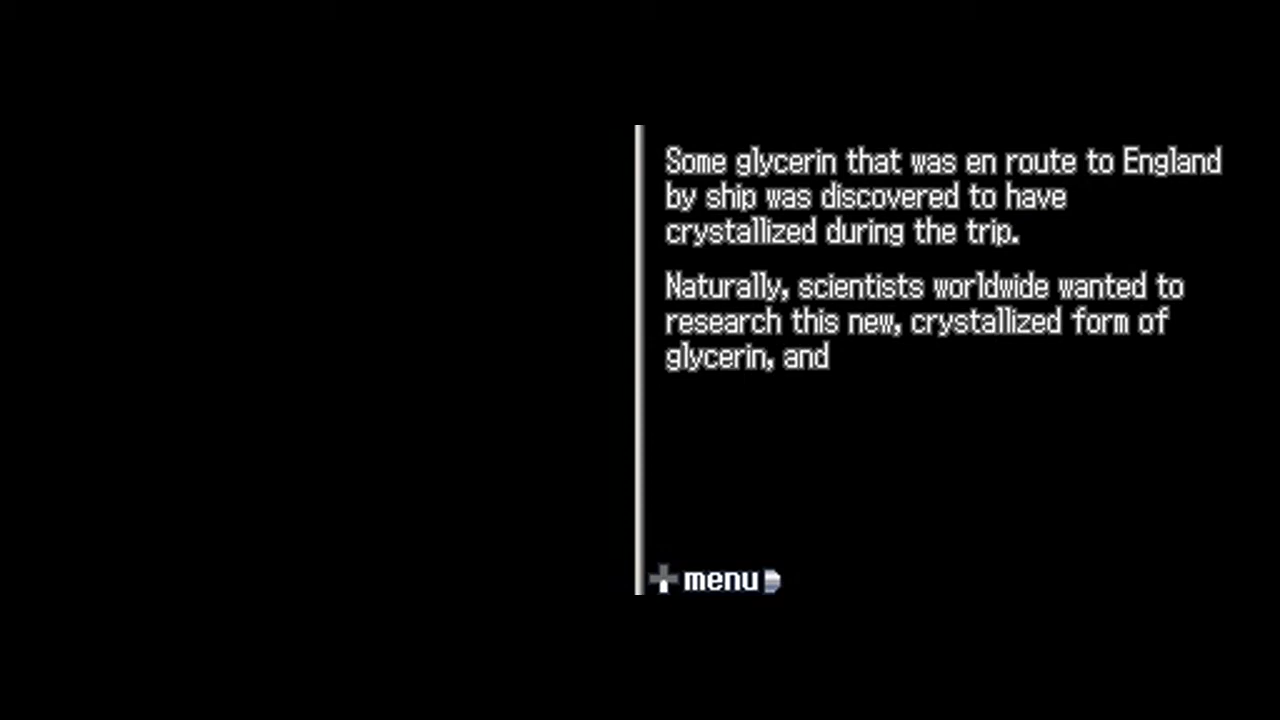 Some glycerin that was en route to England
by ship was discovered to have
crystallized during the trip.
Naturally, scientists worldwide wanted to
research this new, crystallized form of
glycerin, and
menu